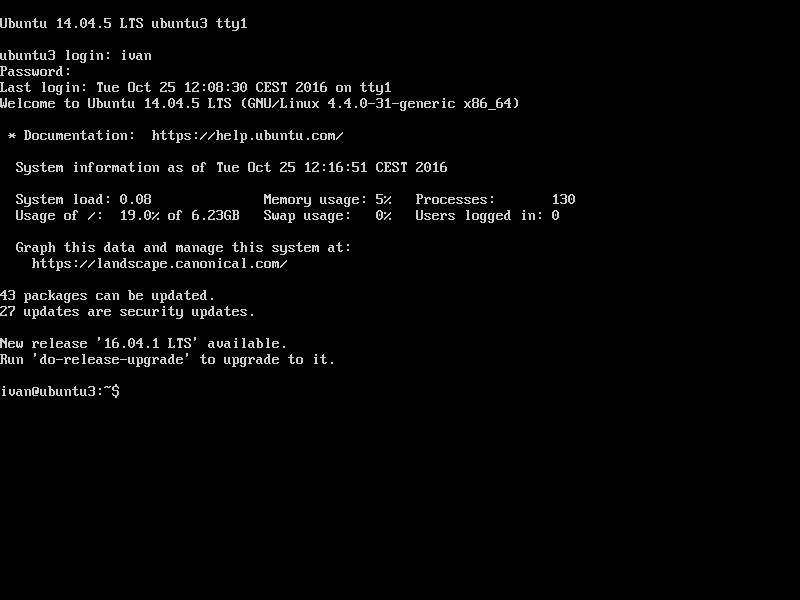 Ubuntu 14.04.5 LTS ubuntu3 tty1
ubuntu3 login: ivan
Password:
Last login: Tue Oct 25 12:08:30 CEST 2016 on tty1
Welcome to Ubuntu 14.04.5 LTS (GNU/Linux 4.4.0-31-generic x86_64)
* Documentation:  https://help.ubuntu.com/
System information as of Tue Oct 25 12:16:51 CEST 2016
System load: 0.08              Memory usage: 5%   Processes:       130
Usage of /:  19.0% of 6.23GB   Swap usage:   0%   Users logged in: 0
Graph this data and manage this system at:
https://landscape.canonical.com/
43 packages can be updated.
27 updates are security updates.
New release '16.04.1 LTS' available.
Run 'do-release-upgrade' to upgrade to it.
ivan@ubuntu3:~$